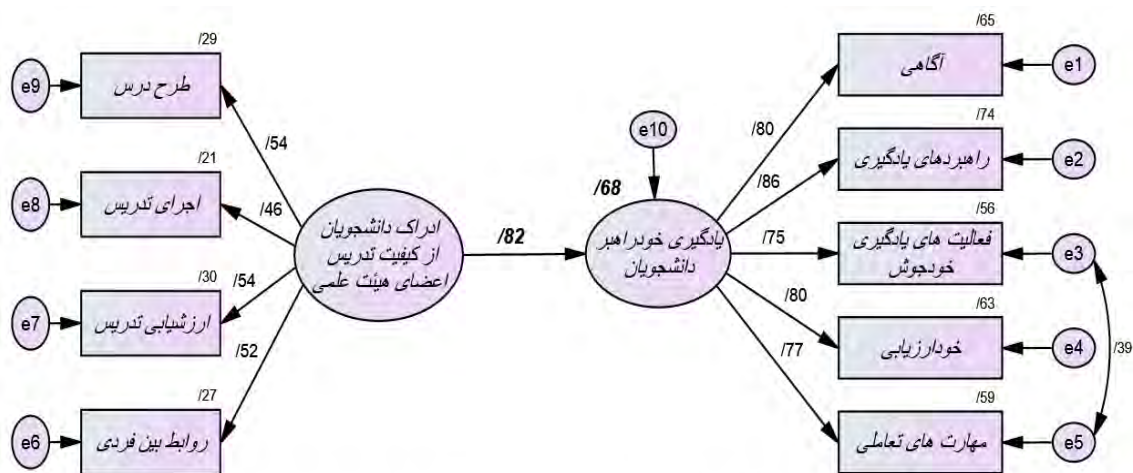 /29
طرح درس
e9
/54
/21
اجرای تدریس
e8
/46
/30
ارزشیابی تدریس
e7
/54
/27
روابط بین فردی
e6
/52
ادراک دانشجویان
از کیفیت تدریس
اعضای هیئت علمی
/82
e10
/68
یادگیری خودراهبر
دانشجویان
/65
آگاهی
e1
/80
/74
راهبردهای یادگیری
e2
/86
/56
فعالیت های یادگیری
خودجوش
e3
/75
/63
خودارزیابی
e4
/80
/59
مهارت های تعاملی
e5
/77
/39